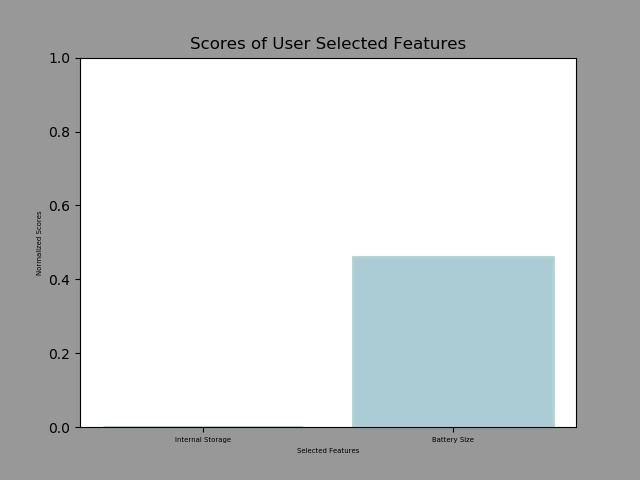 Scores of User Selected Features
1.0
0.8
0.6
0.4
0.2
0.0
Normalized Scores
Internal Storage
Battery Size
Selected Features